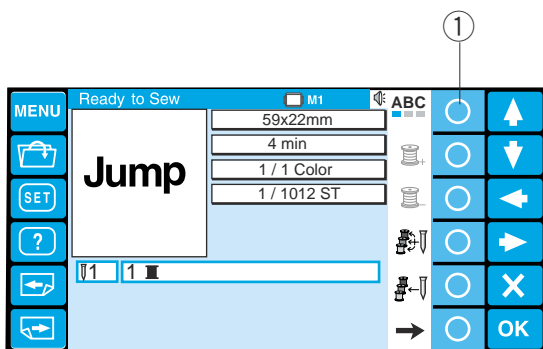 1
MENU
Ready to Sew
M1
ABC
59x22mm
4 min
Jump
1 / 1 Color
1 / 1012 ST
SET
?
1
1
X
OK